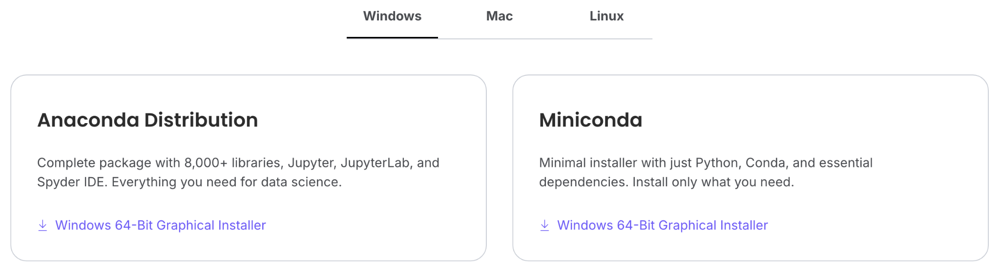 Windows Mac Linux
Anaconda Distribution
Complete package with 8,000+ libraries, Jupyter, JupyterLab, and
Spyder IDE. Everything you need for data science.
Windows 64-Bit Graphical Installer
Miniconda
Minimal installer with just Python, Conda, and essential
dependencies. Install only what you need.
Windows 64-Bit Graphical Installer